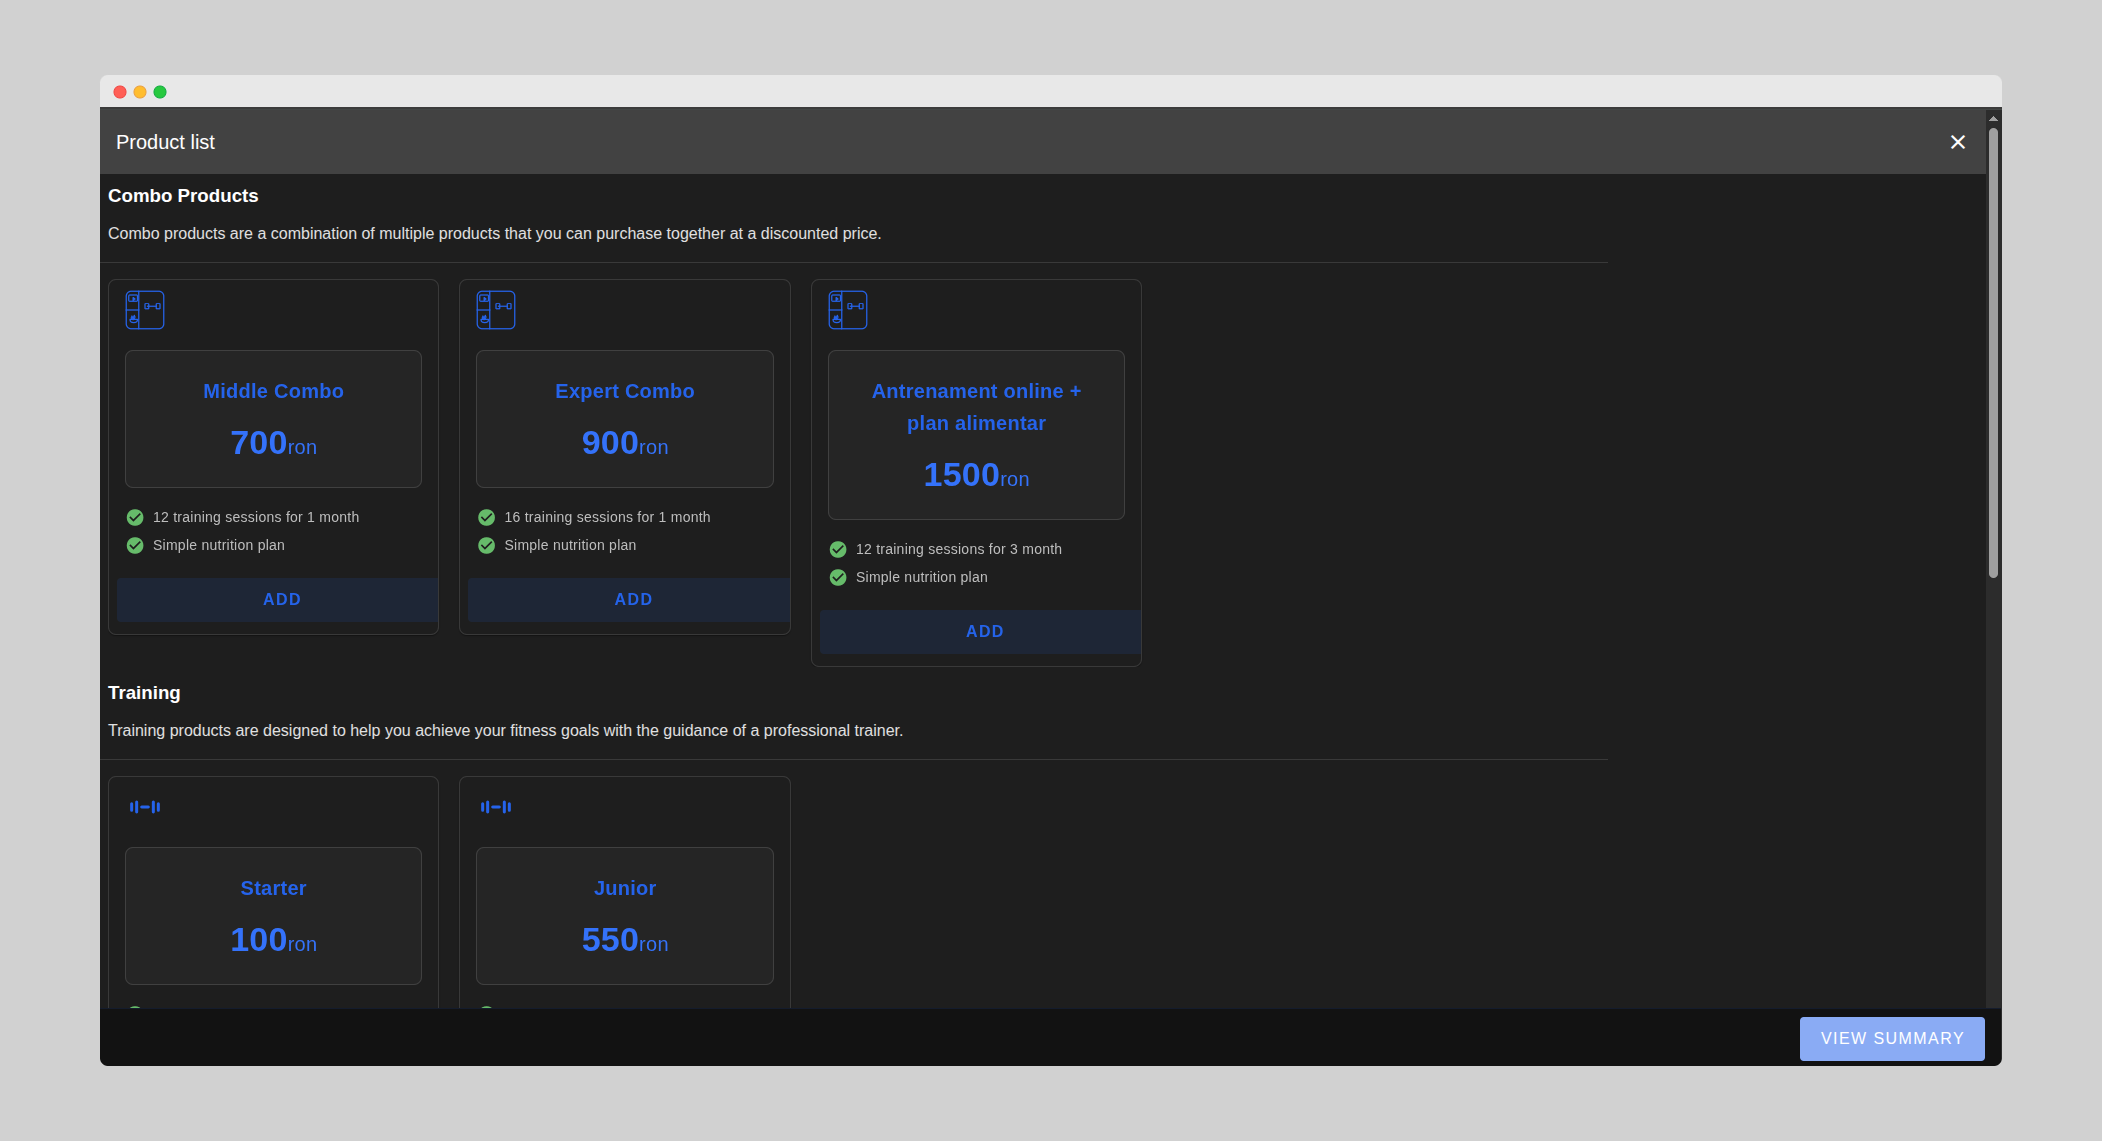 Product list
Combo Products
Combo products are a combination of multiple products that you can purchase together at a discounted price.
Middle Combo
700ron
12 training sessions for 1 month
Simple nutrition plan
ADD
Expert Combo
900ron
16 training sessions for 1 month
Simple nutrition plan
ADD
Antrenament online +
plan alimentar
1500ron
12 training sessions for 3 month
Simple nutrition plan
ADD
Training
Training products are designed to help you achieve your fitness goals with the guidance of a professional trainer.
Starter
100ron
Junior
550ron
VIEW SUMMARY